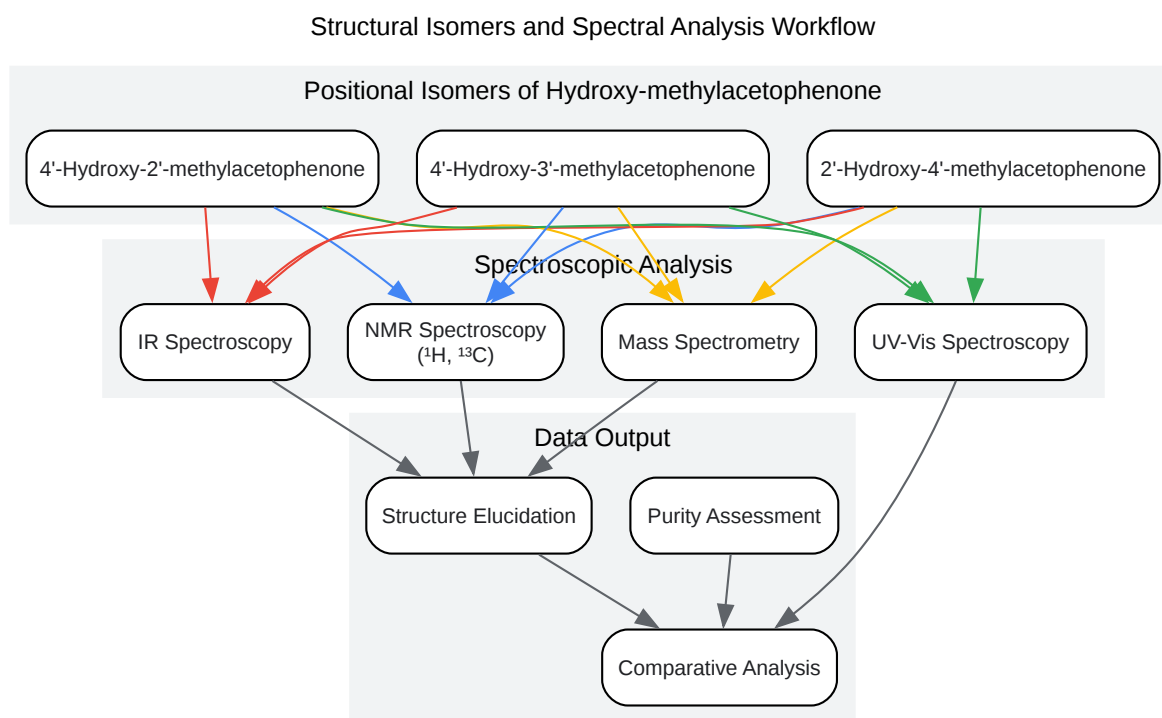 Structural Isomers and Spectral Analysis Workflow
Positional Isomers of Hydroxy-methylacetophenone
4'-Hydroxy-2'-methylacetophenone
4'-Hydroxy-3'-methylacetophenone
2'-Hydroxy-4'-methylacetophenone
Spectroscopic Analysis
IR Spectroscopy
NMR Spectroscopy
(¹H, ¹³C)
Mass Spectrometry
UV-Vis Spectroscopy
Data Output
Structure Elucidation
Purity Assessment
Comparative Analysis